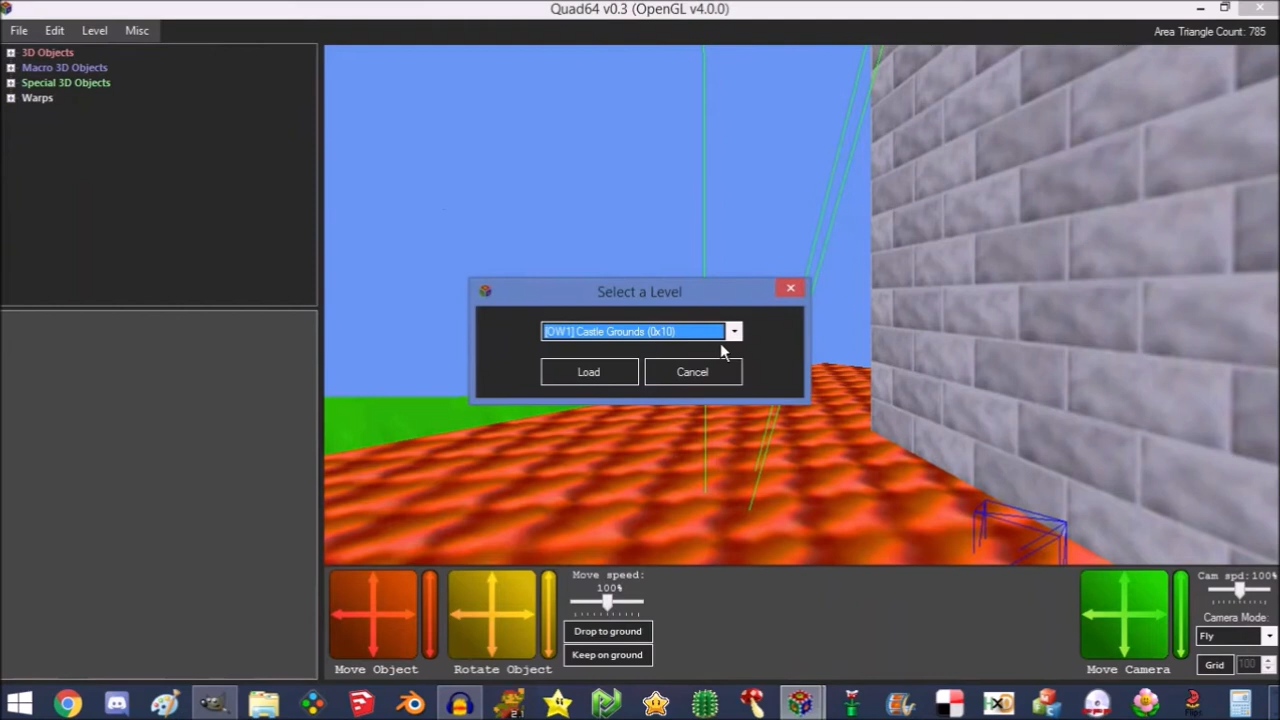 Quad64 v0.3 (OpenGL v4.0.0)
File Edit Level Misc
Area Triangle Count: 785
3D Objects
Macro 3D Objects
Special 3D Objects
Warps
Select a Level
[OW1] Castle Grounds (0x10)
Load Cancel
Move Object
Rotate Object
Move speed:
100%
Drop to ground
Keep on ground
Move Camera
Cam spd:100%
Camera Mode:
Fly
Grid 100
21
Flips